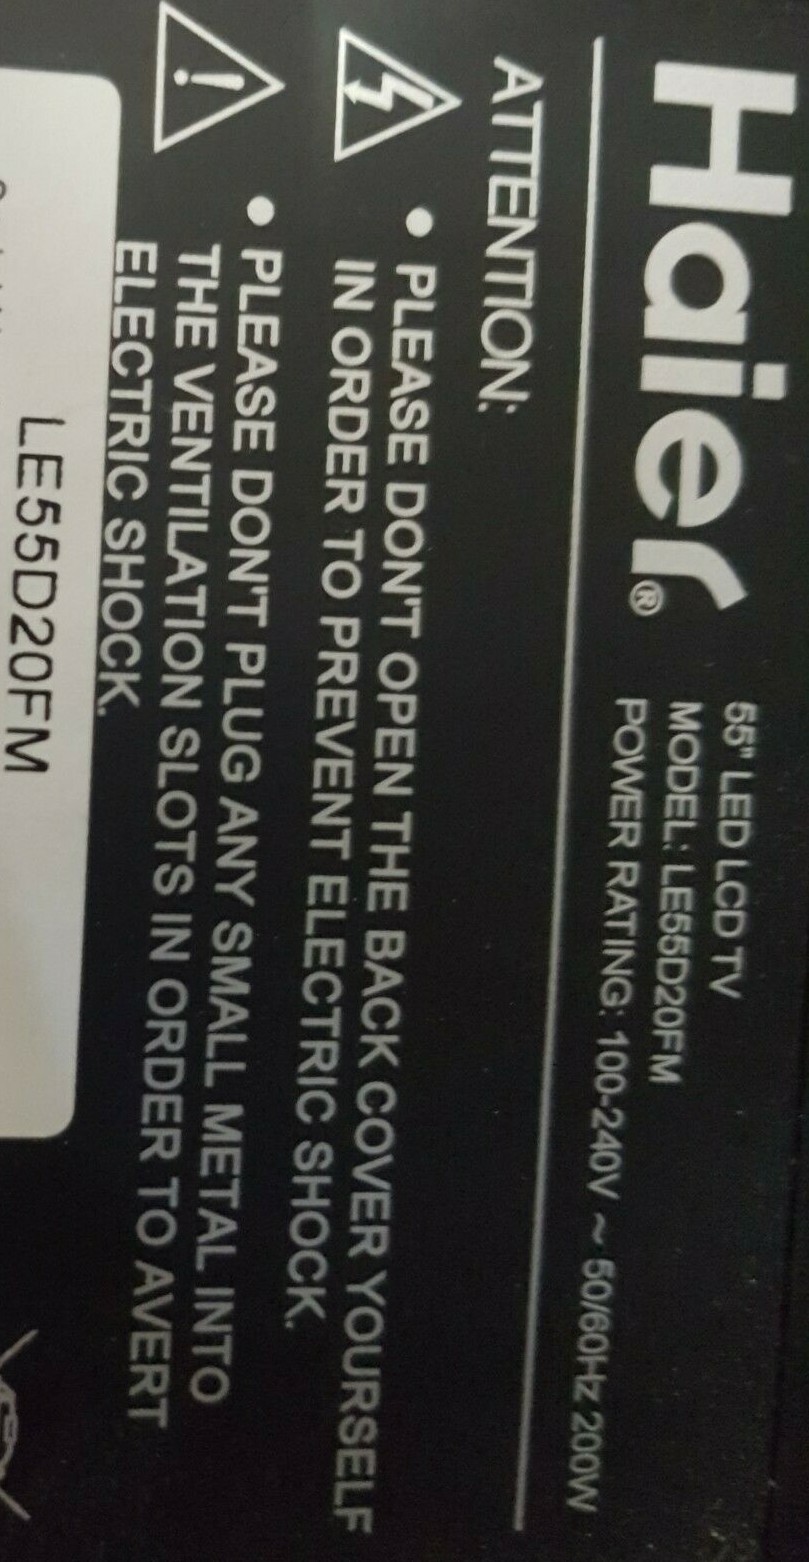 Haier®
55" LED LCD TV
MODEL: LE55D20FM
POWER RATING: 100-240V ~ 50/60Hz 200W
ATTENTION:
• PLEASE DON'T OPEN THE BACK COVER YOURSELF
IN ORDER TO PREVENT ELECTRIC SHOCK.
• PLEASE DON'T PLUG ANY SMALL METAL INTO
THE VENTILATION SLOTS IN ORDER TO AVERT
ELECTRIC SHOCK.
LE55D20FM